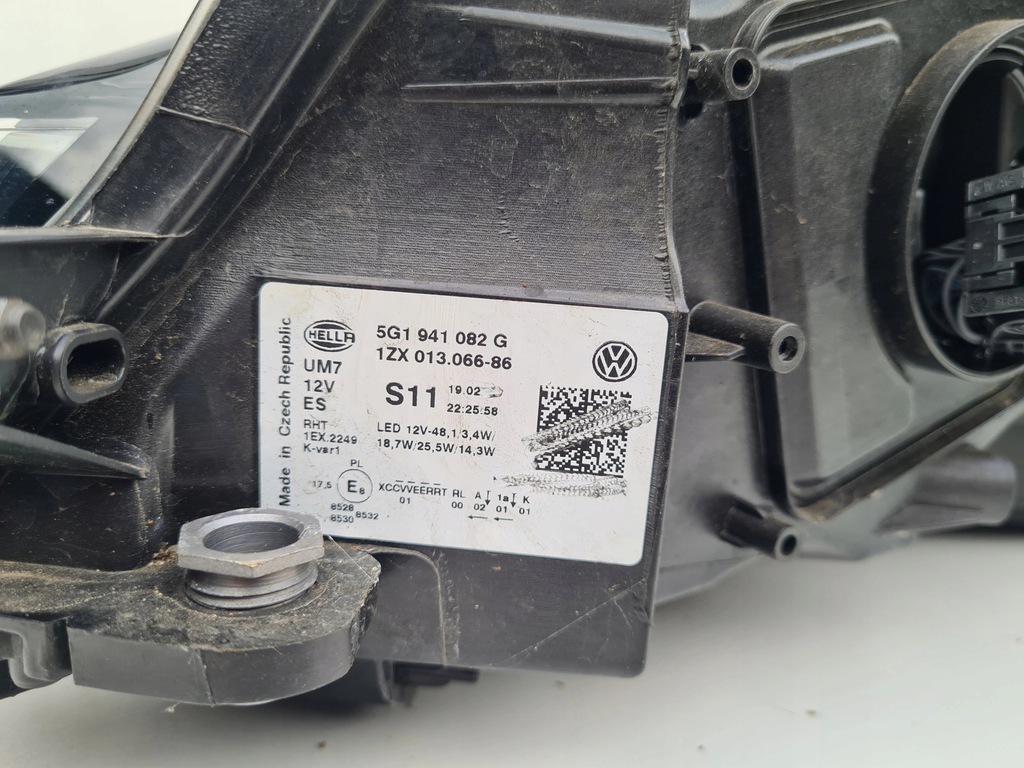 Made in Czech Republic
HELLA
5G1 941 082 G
1ZX 013.066-86
UM7
12V
ES
RHT
1EX.2249
K-var1
S11
19.02
22:25:58
LED 12V-48,1/3,4W/
18,7W/25,5W/14,3W
PL
17,5 E8
XCCVVEERRT RL A 1a K
01 00 02 01 01
8528
8530 8532